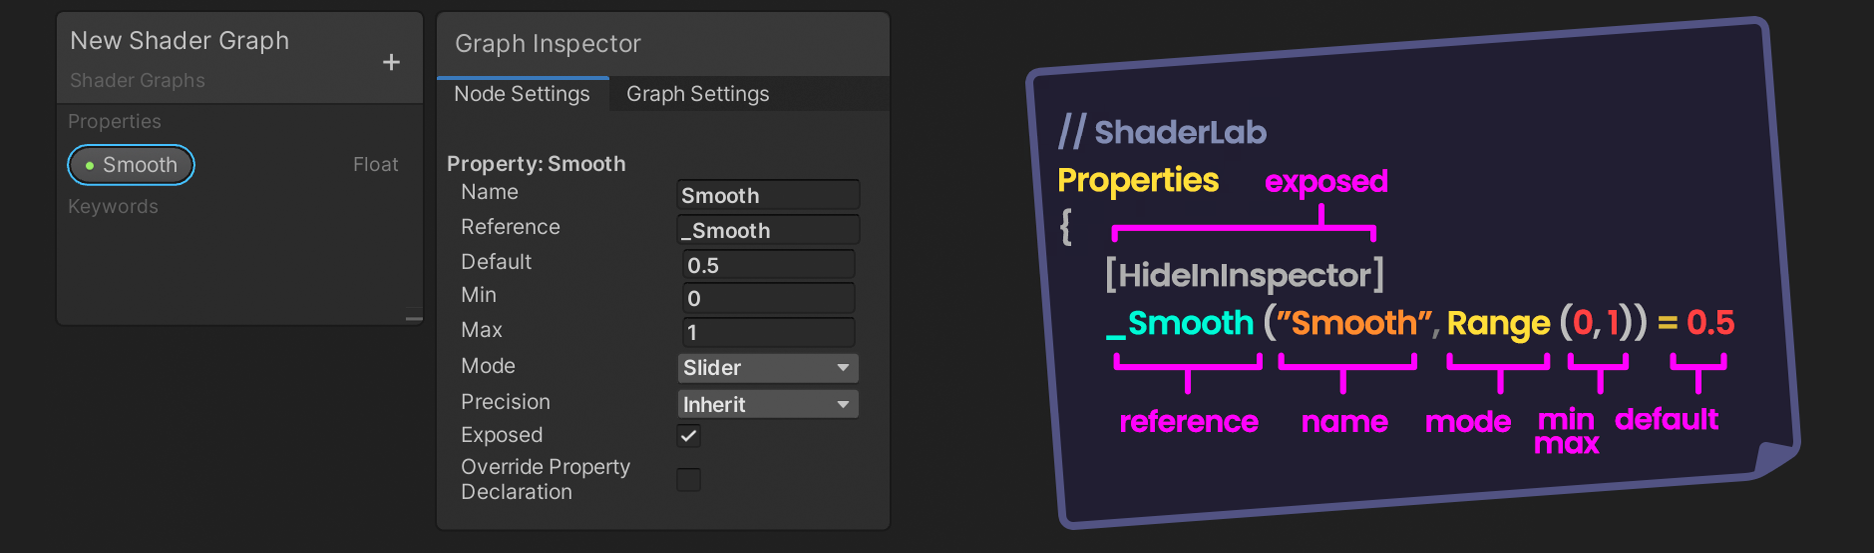 New Shader Graph
+
Shader Graphs
Properties
Smooth
Float
Keywords
Graph Inspector
Node Settings
Graph Settings
Property: Smooth
Name
Smooth
Reference
_Smooth
Default
0.5
Min
0
Max
1
Mode
Slider
Precision
Inherit
Exposed
Override Property
Declaration
// ShaderLab
Properties
exposed
{
[HideInInspector]
_Smooth (”Smooth”, Range (0, 1)) = 0.5
reference
name
mode
min
max
default